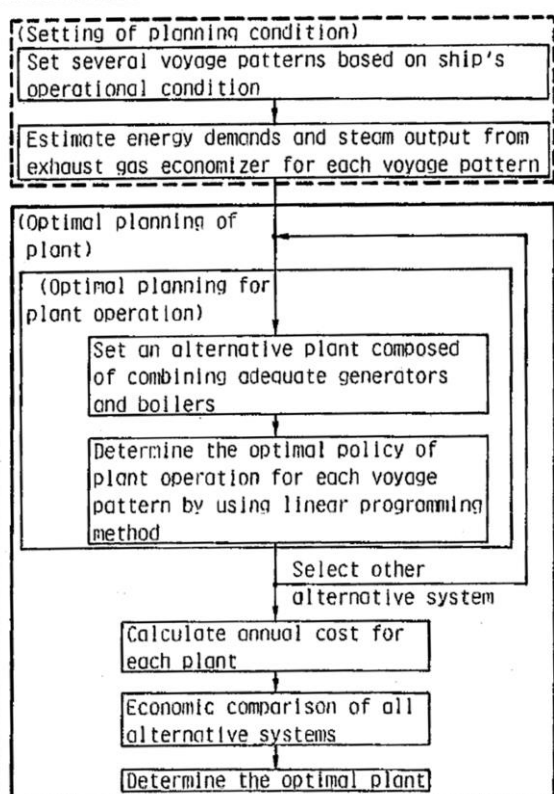 (Setting of planning condition)
Set several voyage patterns based on ship's
operational condition
Estimate energy demands and steam output from
exhaust gas economizer for each voyage pattern
(Optimal planning of
plant)
(Optimal planning for
plant operation)
Set an alternative plant composed
of combining adequate generators
and boilers
Determine the optimal policy of
plant operation for each voyage
pattern by using linear programming
method
Select other
alternative system
Calculate annual cost for
each plant
Economic comparison of all
alternative systems
Determine the optimal plant